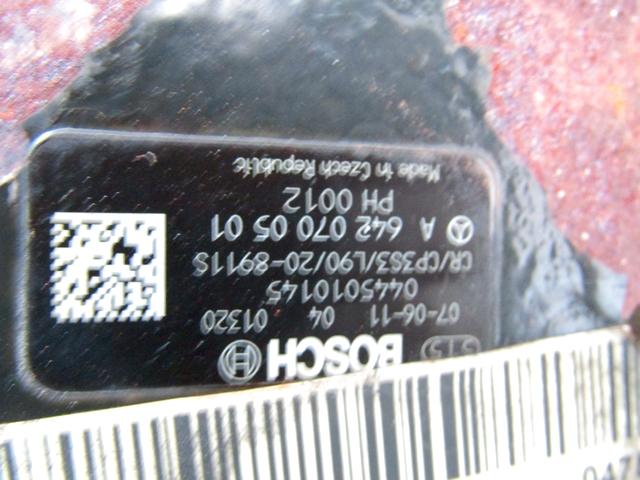 515 BOSCH
07-06-11 04 01320
0445010145
CR/CP3S3/L90/20-8911S
A 642 070 05 01
PH 0012
Made in Czech Republic